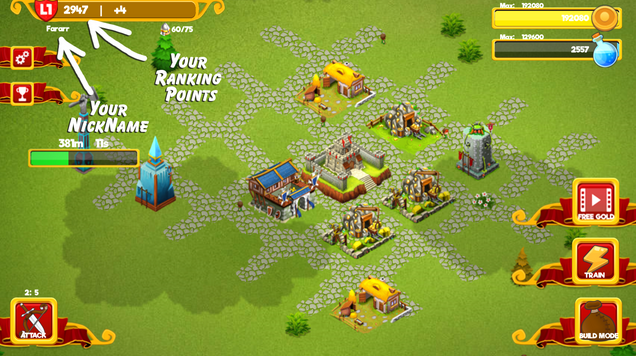 L1 2947 | +4
Fararr
60/75
Max: 192080
192080
Max: 129600
2557
YOUR
RANKING
POINTS
YOUR
NICKNAME
381m 11s
FREE GOLD
TRAIN
2: 5
ATTACK
BUILD MODE